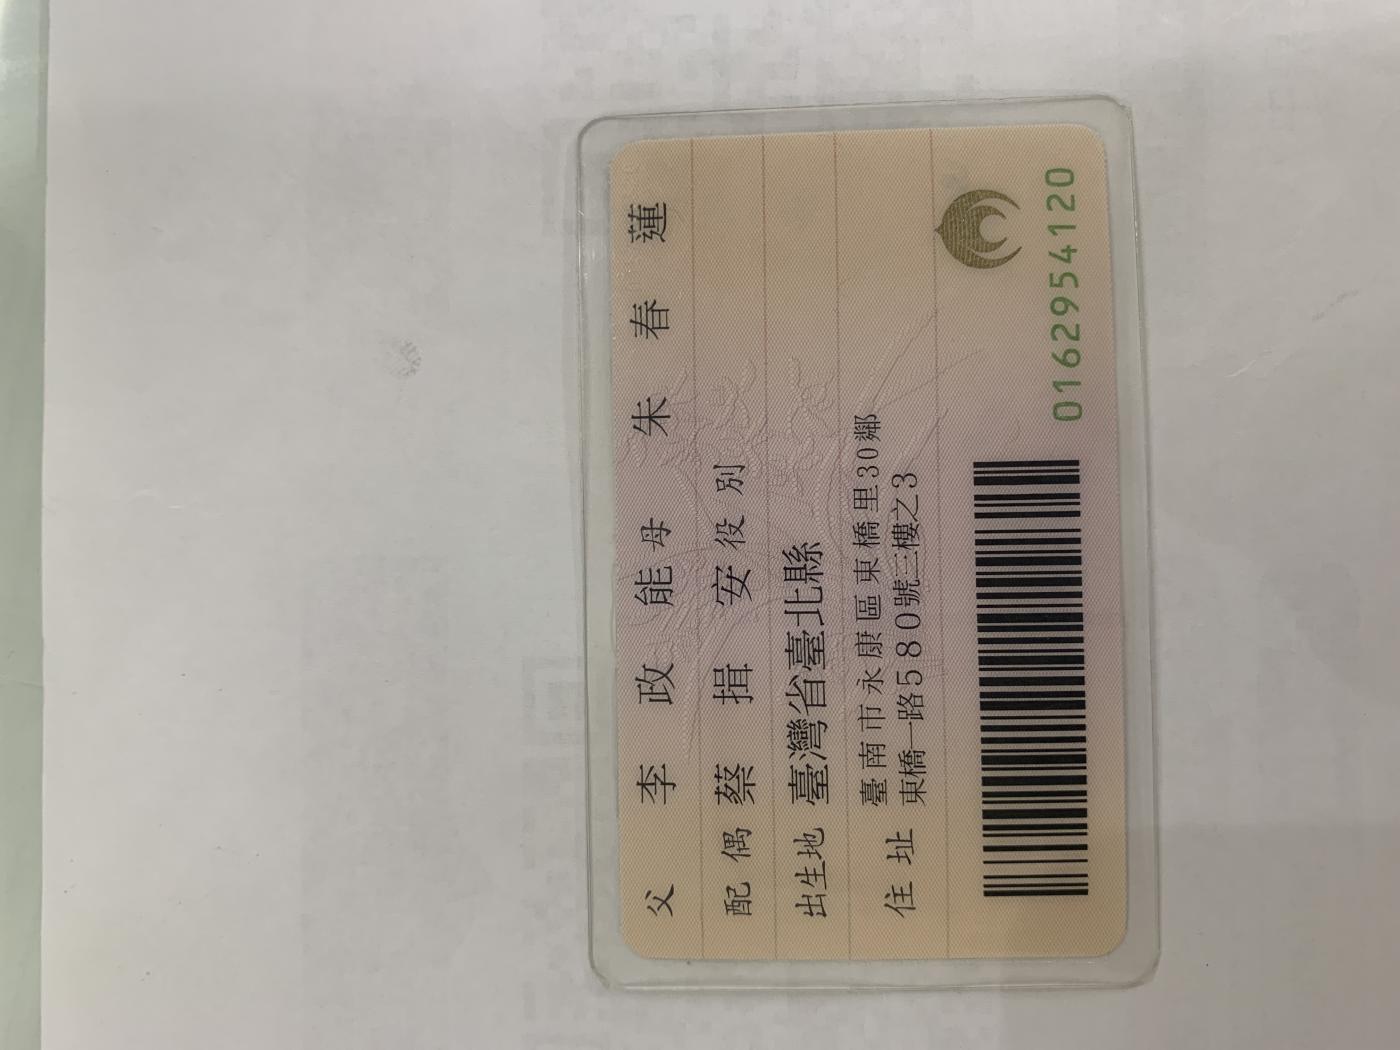 父 李政能 母 朱春蓮
配偶 蔡揖安 役別
出生地 臺灣省臺北縣
住址 臺南市永康區東橋里30鄰
東橋一路580號三樓之3
0162954120